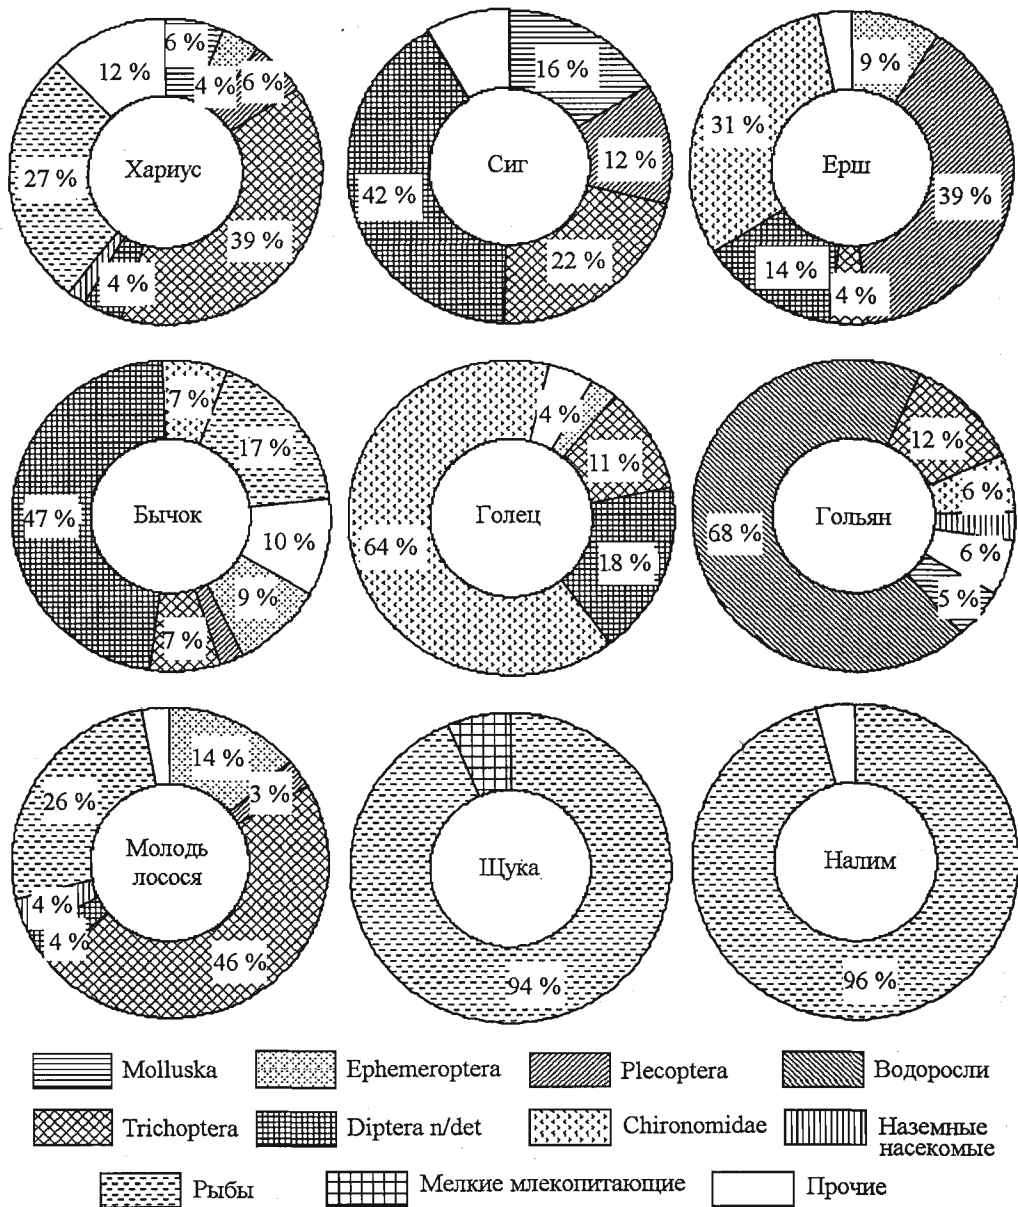 6 %
4 %
6 %
39 %
4 %
27 %
12 %
Хариус
16 %
12 %
22 %
42 %
Сиг
9 %
39 %
4 %
14 %
31 %
Ерш
7 %
17 %
10 %
9 %
7 %
47 %
Бычок
4 %
11 %
18 %
64 %
Голец
12 %
6 %
6 %
5 %
68 %
Гольян
14 %
3 %
46 %
4 %
4 %
26 %
Молодь
лосося
94 %
Щука
96 %
Налим
Molluska
Ephemeroptera
Plecoptera
Водоросли
Trichoptera
Diptera n/det
Chironomidae
Наземные
насекомые
Рыбы
Мелкие млекопитающие
Прочие